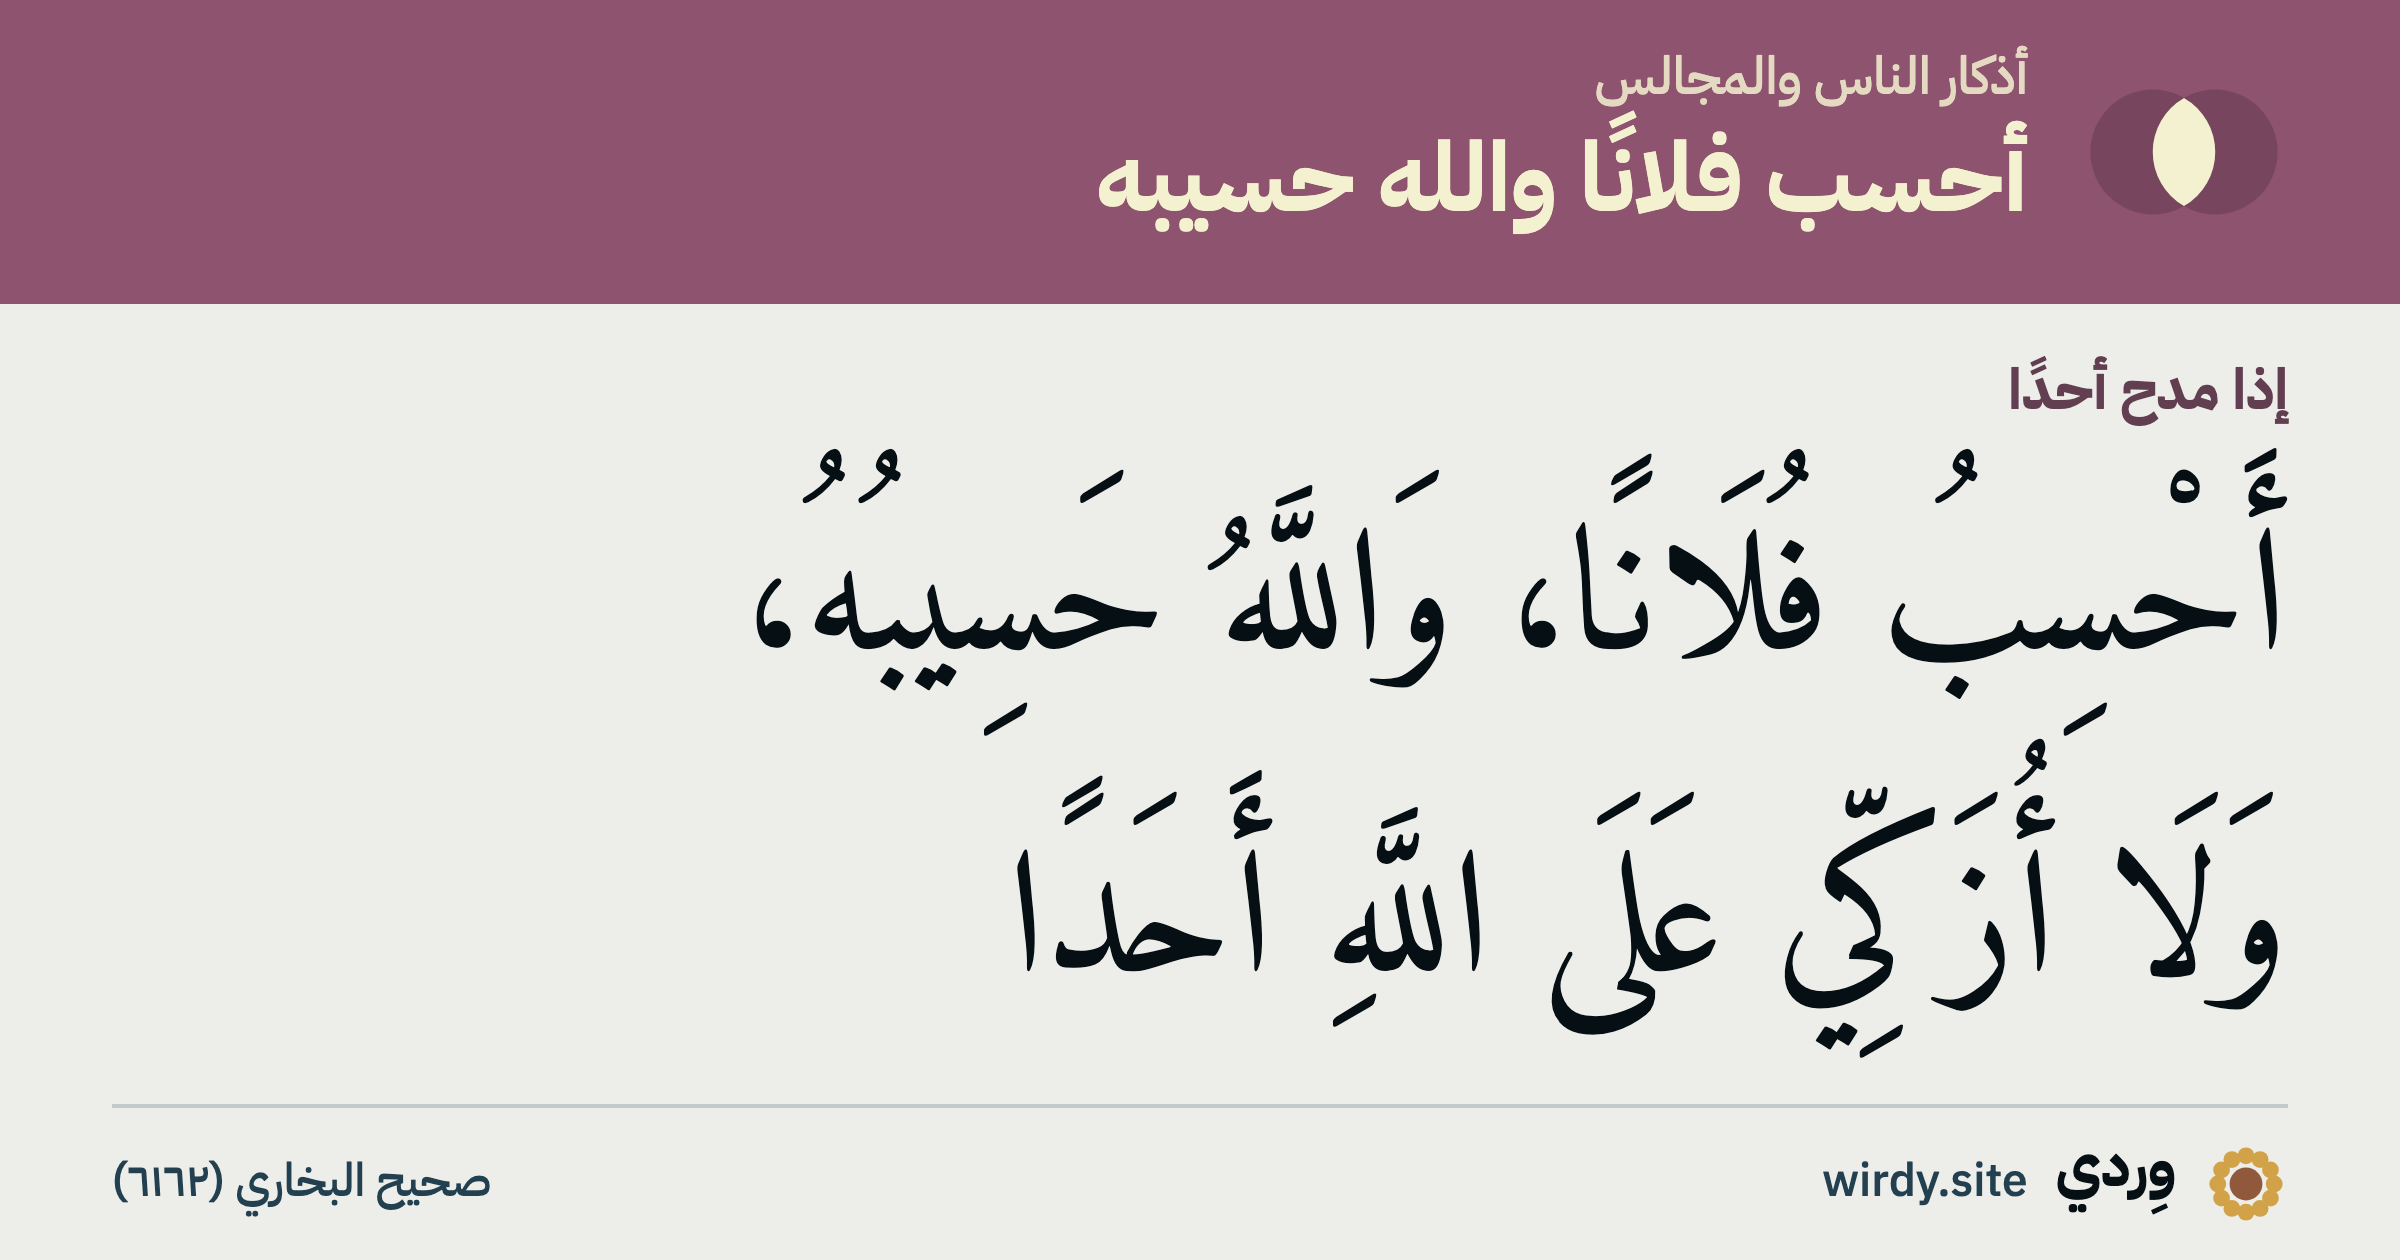 أذكار الناس والمجالس
أحسب فلانًا والله حسيبه
إذا مدح أحدًا
أَحْسِبُ فُلَانًا، وَاللَّهُ حَسِيبُهُ،
وَلَا أُزَكِّي عَلَى اللَّهِ أَحَدًا
وِردي wirdy.site
صحيح البخاري (٦١٦٢)